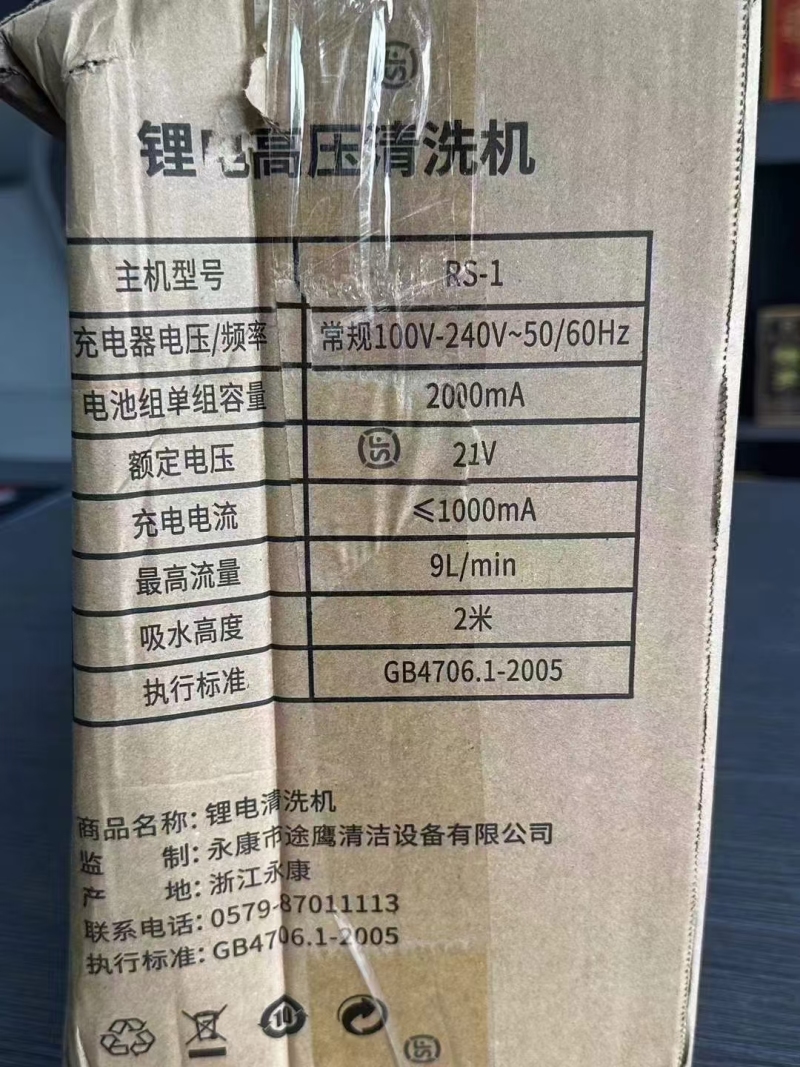 锂电高压清洗机
主机型号 RS-1
充电器电压/频率 常规100V-240V~50/60Hz
电池组单组容量 2000mA
额定电压 21V
充电电流 ≤1000mA
最高流量 9L/min
吸水高度 2米
执行标准 GB4706.1-2005
商品名称: 锂电清洗机
监 制: 永康市途鹰清洁设备有限公司
产 地: 浙江永康
联系电话: 0579-87011113
执行标准: GB4706.1-2005
10